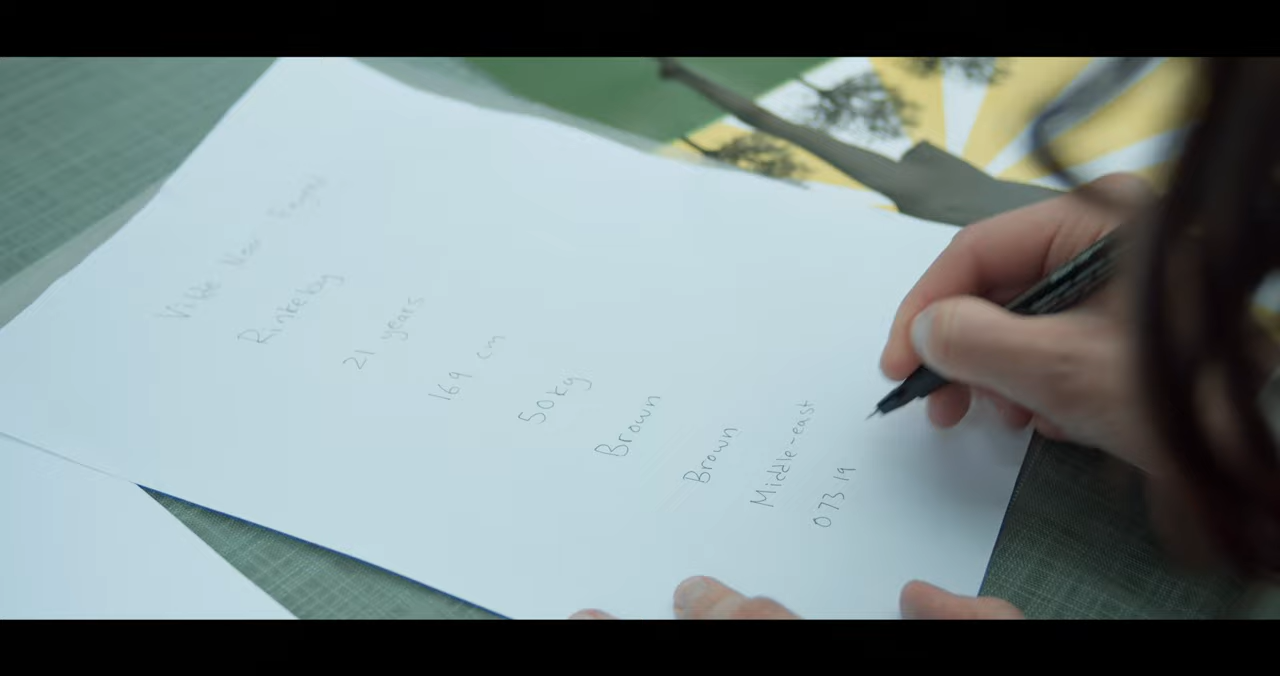 Rinkeby
21 years
169 cm
50kg
Brown
Brown
Middle-east
073 19